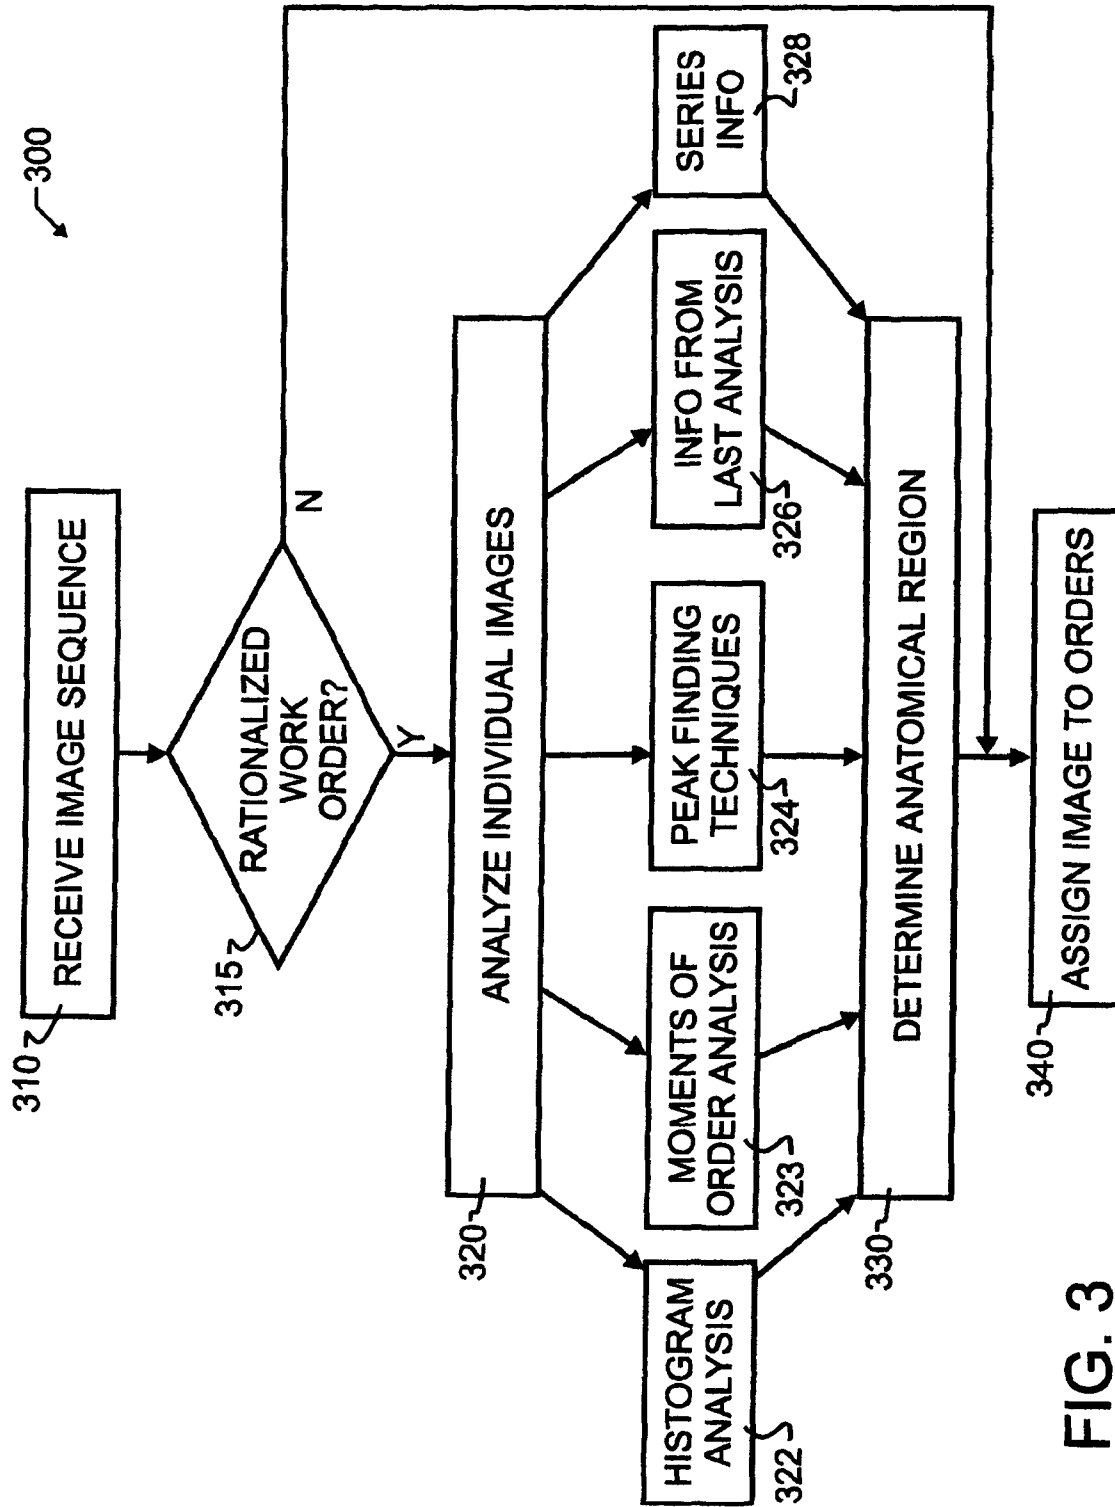 300
310
RECEIVE IMAGE SEQUENCE
315
RATIONALIZED
WORK
ORDER?
N
Y
320
ANALYZE INDIVIDUAL IMAGES
HISTOGRAM
ANALYSIS
322
MOMENTS OF
ORDER ANALYSIS
323
PEAK FINDING
TECHNIQUES
324
INFO FROM
LAST ANALYSIS
326
SERIES
INFO
328
330
DETERMINE ANATOMICAL REGION
340
ASSIGN IMAGE TO ORDERS
FIG. 3